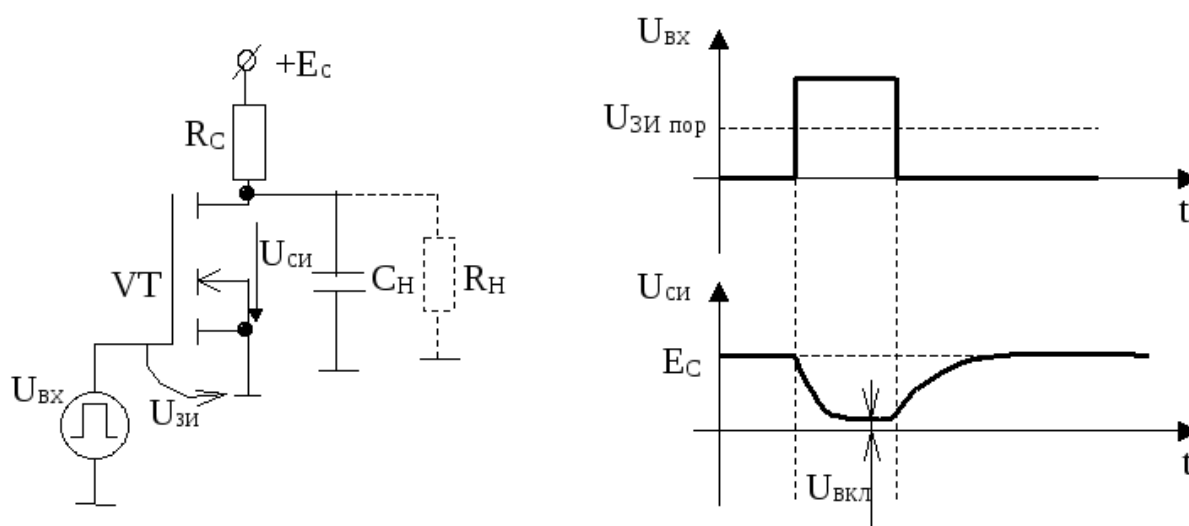 +Eс
RС
VT
Uси
CН
RН
Uвх
Uзи
Uвх
Uзи пор
t
Uси
EС
Uвкл
t